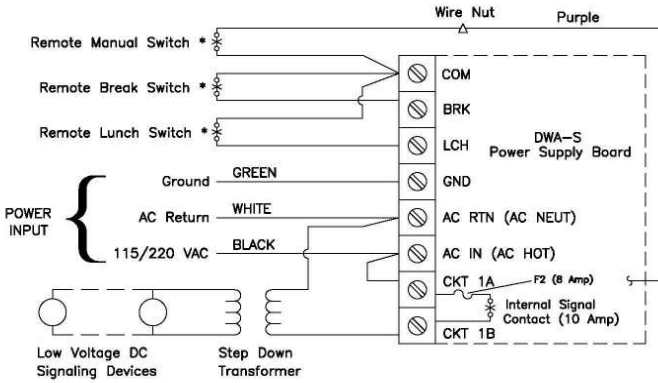 Wire Nut
Purple
Remote Manual Switch *
COM
Remote Break Switch *
BRK
Remote Lunch Switch *
LCH
DWA-S
Power Supply Board
Ground
GREEN
GND
POWER
INPUT
AC Return
WHITE
AC RTN (AC NEUT)
115/220 VAC
BLACK
AC IN (AC HOT)
CKT 1A
F2 (8 Amp)
Internal Signal
Contact (10 Amp)
CKT 1B
Low Voltage DC
Signaling Devices
Step Down
Transformer